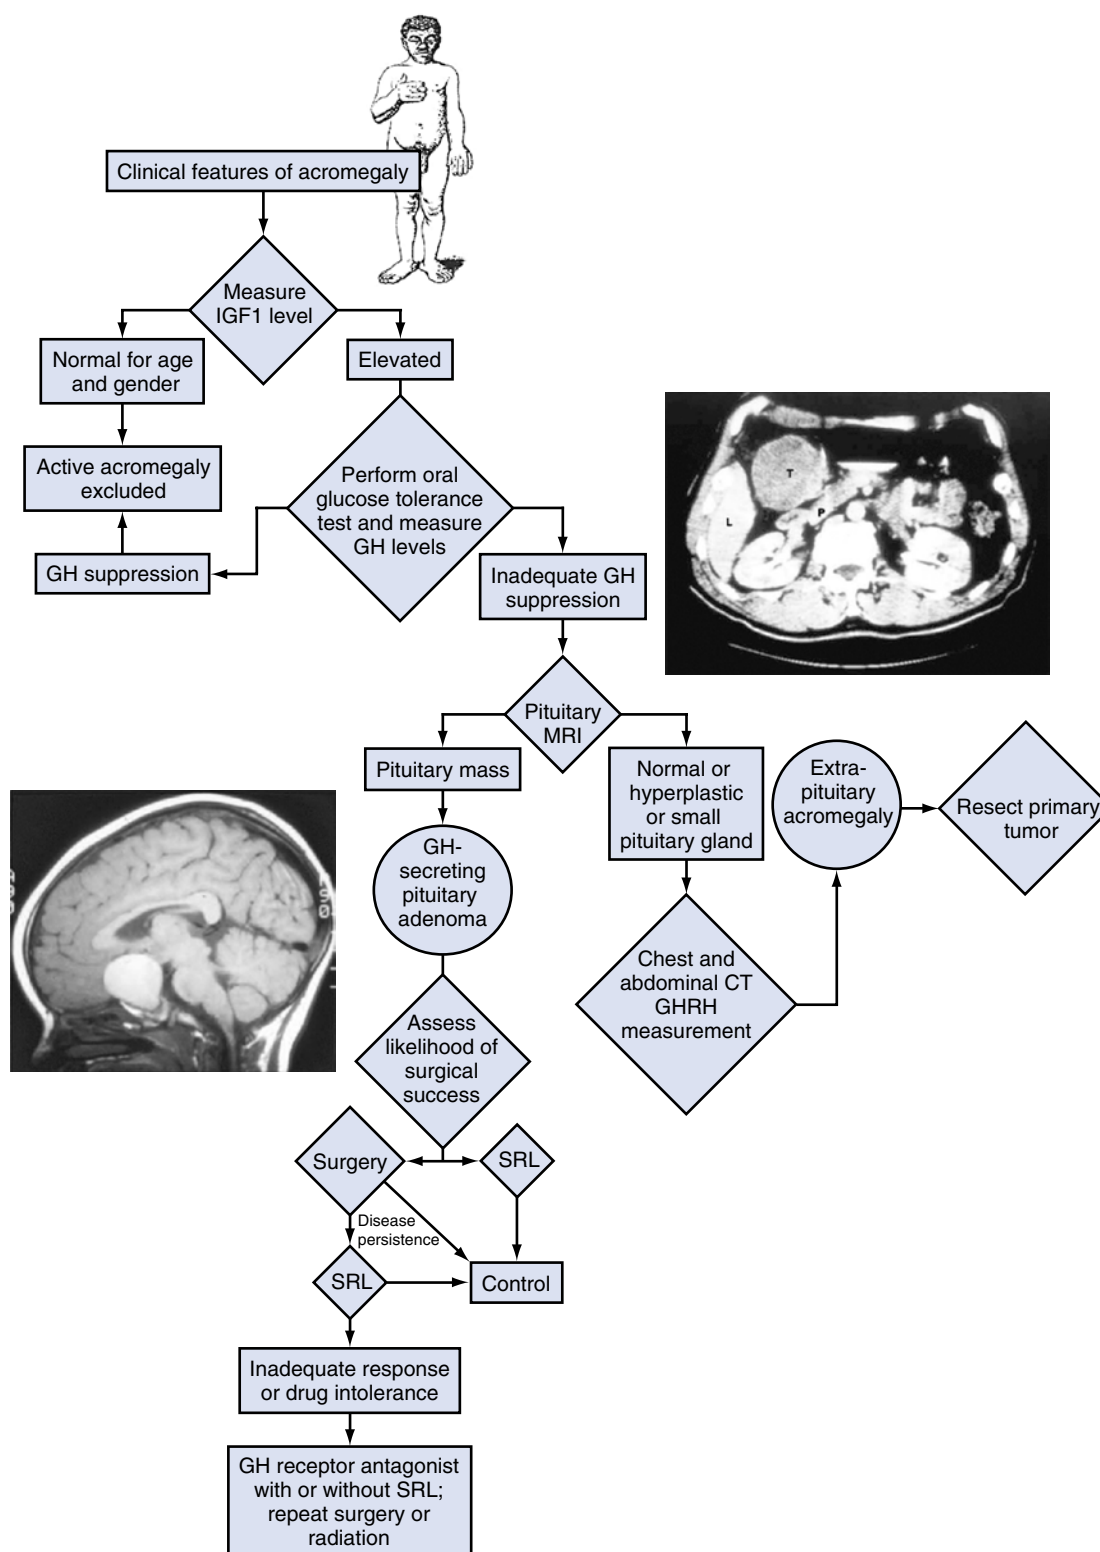 Clinical features of acromegaly
Measure
IGF1 level
Normal for age
and gender
Elevated
Active acromegaly
excluded
Perform oral
glucose tolerance
test and measure
GH levels
GH suppression
Inadequate GH
suppression
T
P
L
Pituitary
MRI
Pituitary mass
Normal or
hyperplastic
or small
pituitary gland
Extra-
pituitary
acromegaly
Resect primary
tumor
GH-
secreting
pituitary
adenoma
Chest and
abdominal CT
GHRH
measurement
Assess
likelihood of
surgical
success
Surgery
SRL
Disease
persistence
SRL
Control
Inadequate response
or drug intolerance
GH receptor antagonist
with or without SRL;
repeat surgery or
radiation